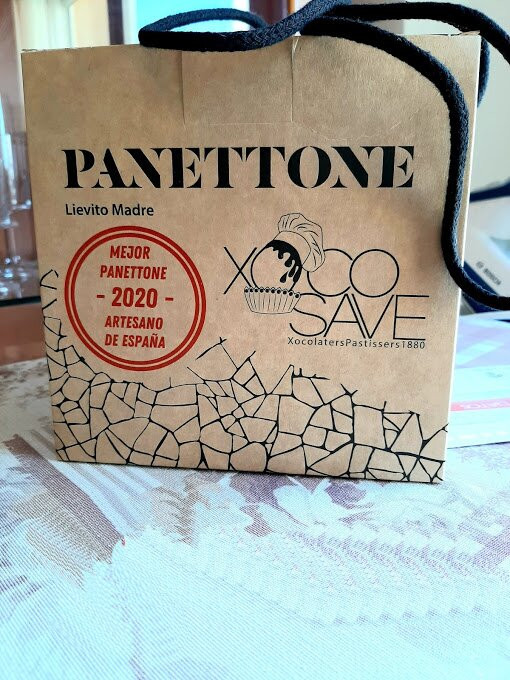 PANETTONE
Lievito Madre
MEJOR
PANETTONE
- 2020 -
ARTESANO
DE ESPAÑA
XOCO
SAVE
XocolatersPastissers1880